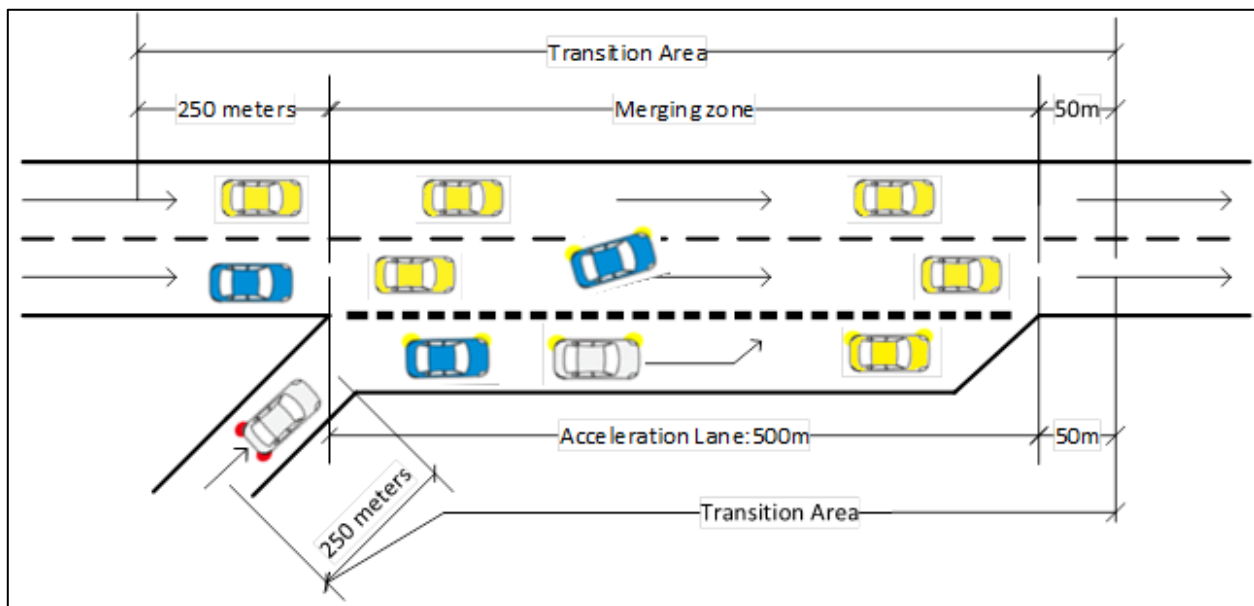 Transition Area
250 meters
Merging zone
50m
Acceleration Lane:500m
50m
250 meters
Transition Area